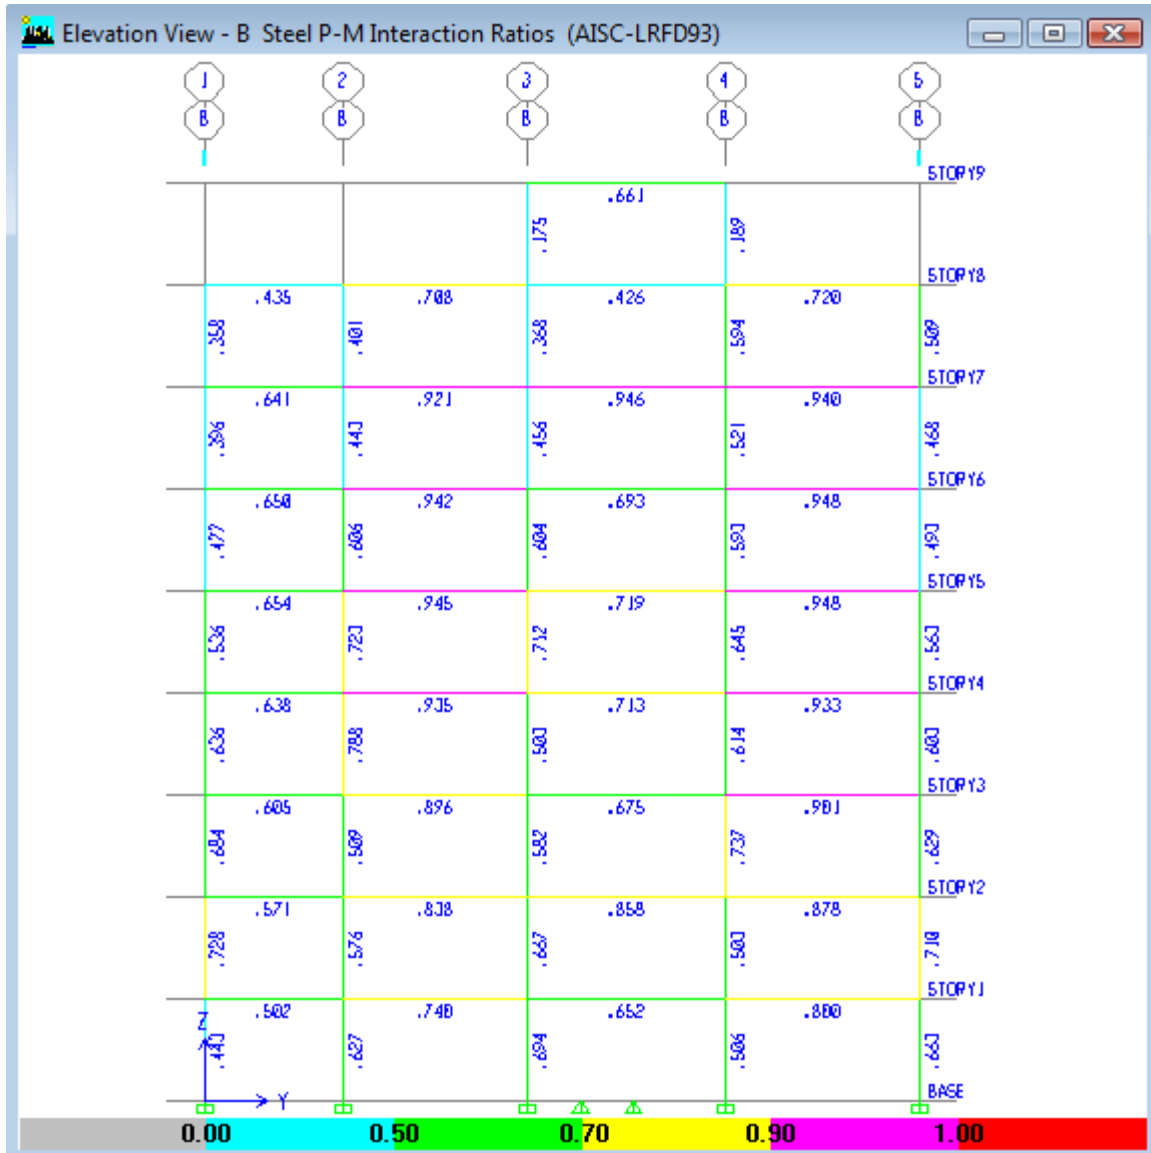 Elevation View - B Steel P-M Interaction Ratios (AISC-LRFD93)
1 2 3 4 5
B B B B B
STORY9
.661
.175 .189
STORY8
.435 .708 .426 .720
.358 .401 .368 .594 .509
STORY7
.641 .921 .946 .940
.396 .443 .456 .521 .468
STORY6
.650 .942 .693 .948
.477 .606 .604 .593 .493
STORY5
.654 .945 .719 .948
.536 .723 .712 .645 .563
STORY4
.638 .935 .713 .933
.636 .788 .503 .614 .603
STORY3
.605 .896 .675 .901
.684 .509 .582 .737 .629
STORY2
.571 .838 .858 .878
.728 .576 .667 .503 .710
STORY1
.502 .740 .652 .800
Z
.443 .627 .694 .506 .663
Y
BASE
0.00 0.50 0.70 0.90 1.00